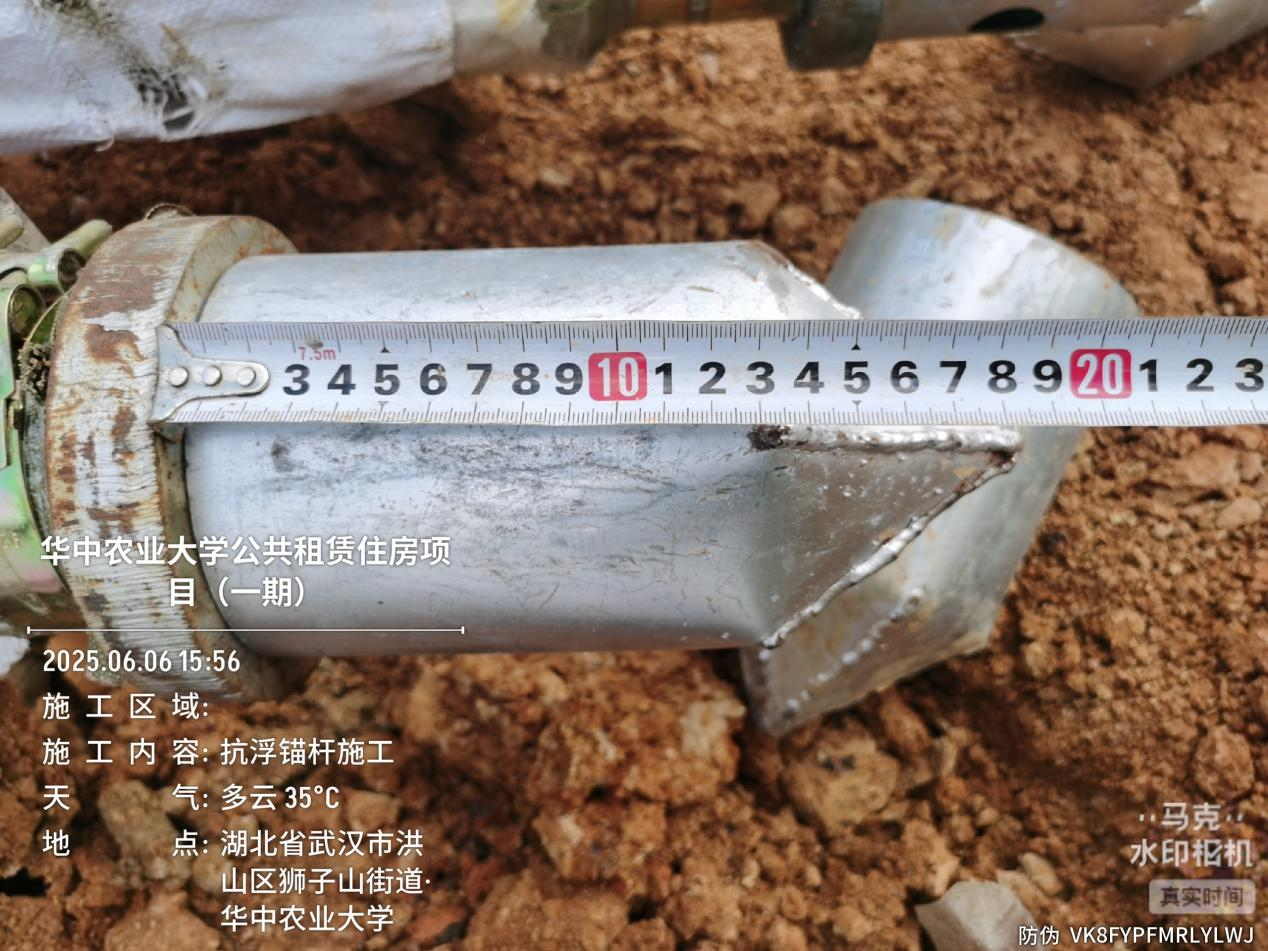 7.5m
3 4 5 6 7 8 9 10 1 2 3 4 5 6 7 8 9 20 1 2 3
华中农业大学公共租赁住房项
目（一期）
2025.06.06 15:56
施工区域:
施工内容: 抗浮锚杆施工
天气: 多云 35°C
地点: 湖北省武汉市洪
山区狮子山街道·
华中农业大学
马克
水印相机
真实时间
防伪 VK8FYPFMRLYLWJ